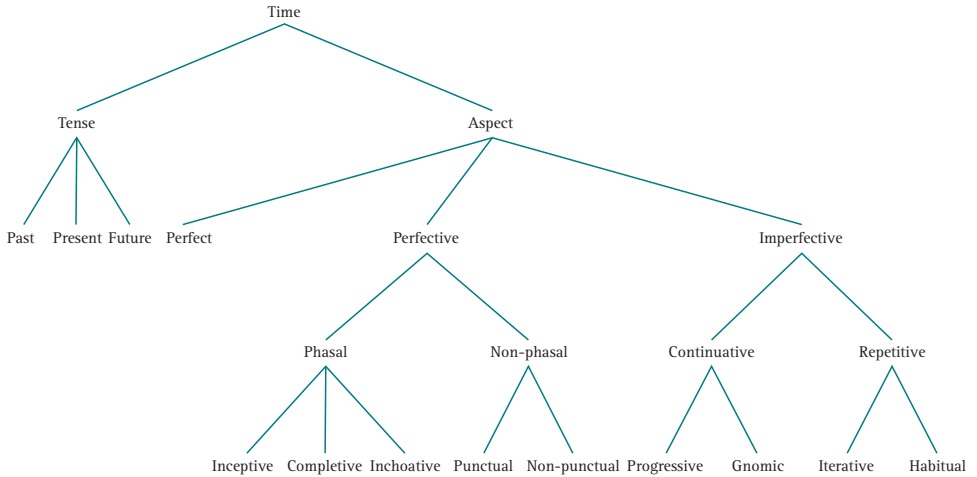 Time
Tense Aspect
Past Present Future Perfect Perfective Imperfective
Phasal Non-phasal Continuative Repetitive
Inceptive Completive Inchoative Punctual Non-punctual Progressive Gnomic Iterative Habitual